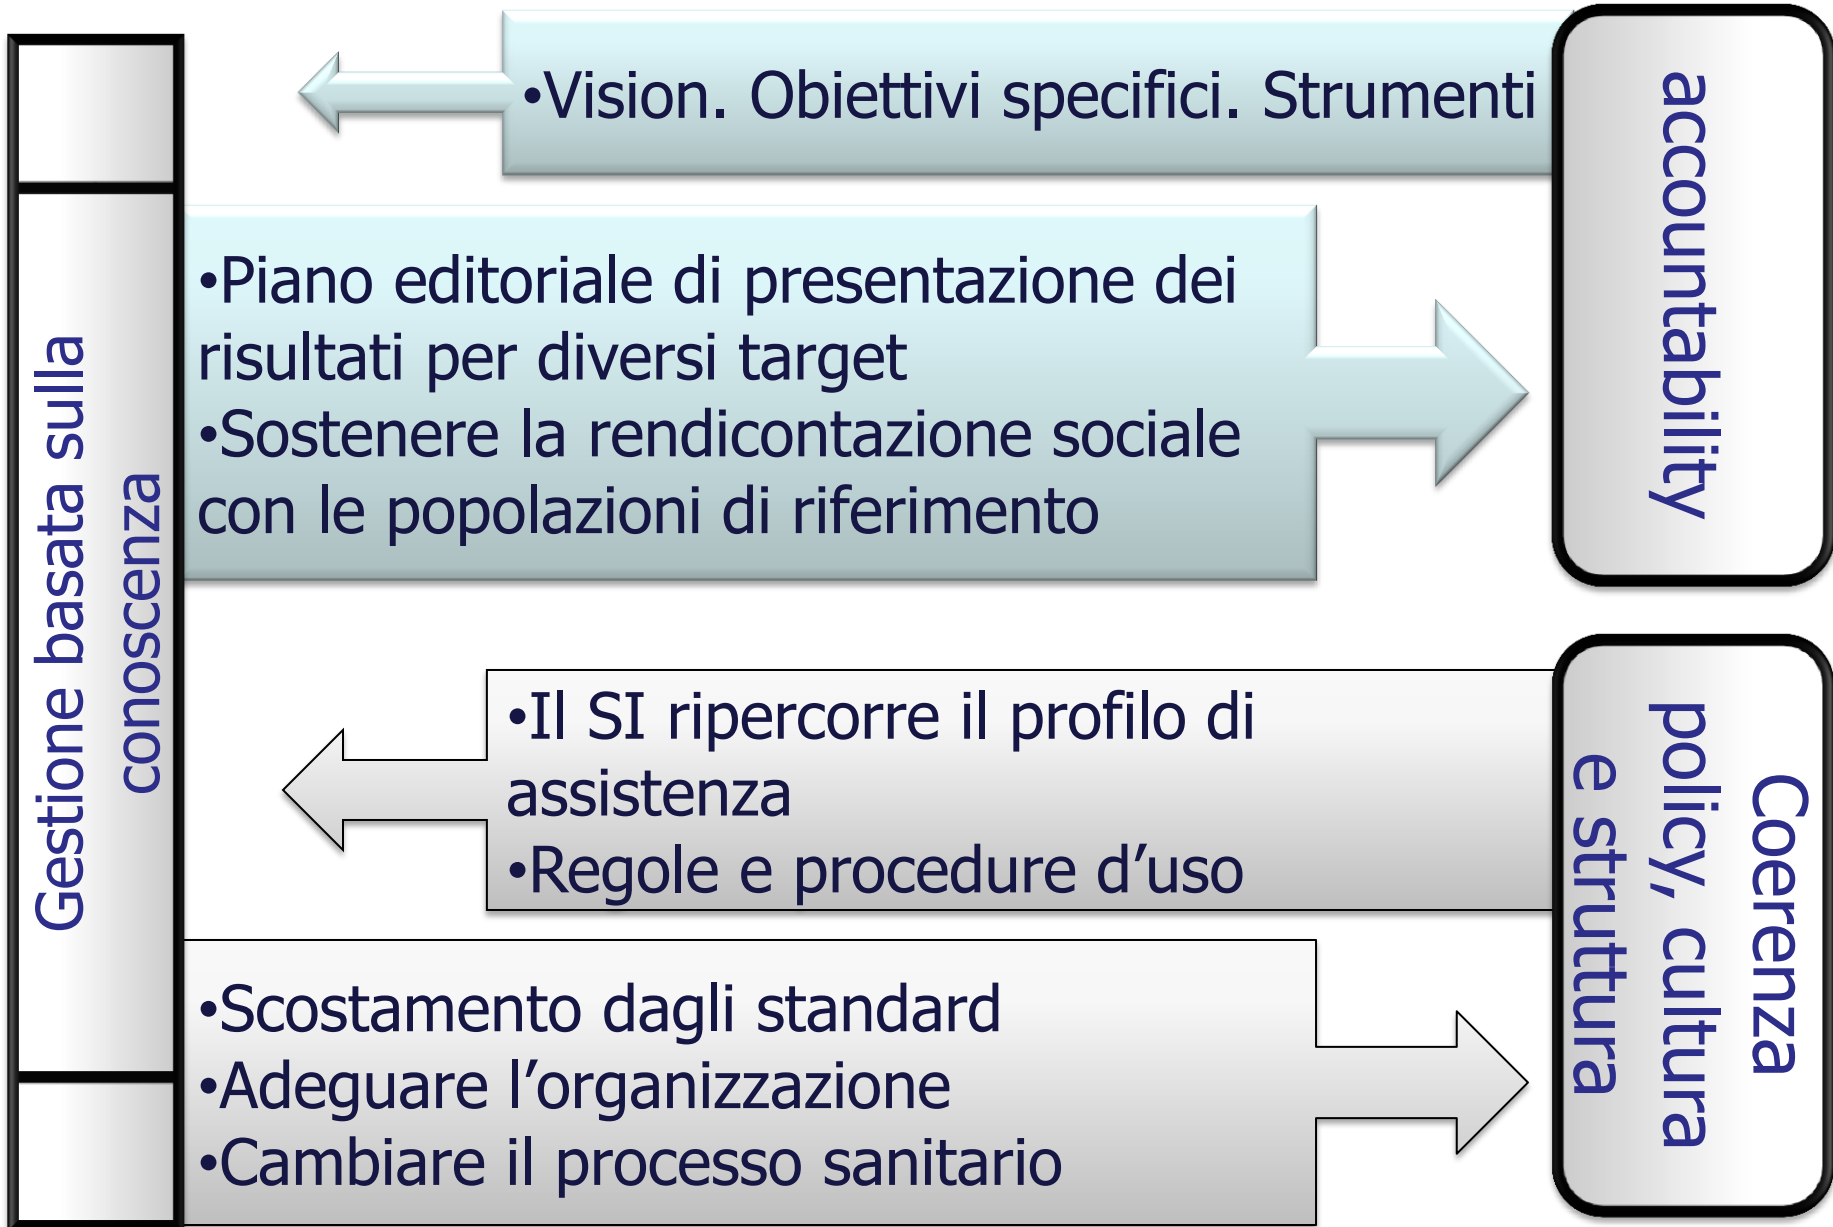 •Vision. Obiettivi specifici. Strumenti
accountability
•Piano editoriale di presentazione dei
risultati per diversi target
•Sostenere la rendicontazione sociale
con le popolazioni di riferimento
Gestione basata sulla
conoscenza
•Il SI ripercorre il profilo di
assistenza
•Regole e procedure d’uso
Coerenza
policy, cultura
e struttura
•Scostamento dagli standard
•Adeguare l’organizzazione
•Cambiare il processo sanitario